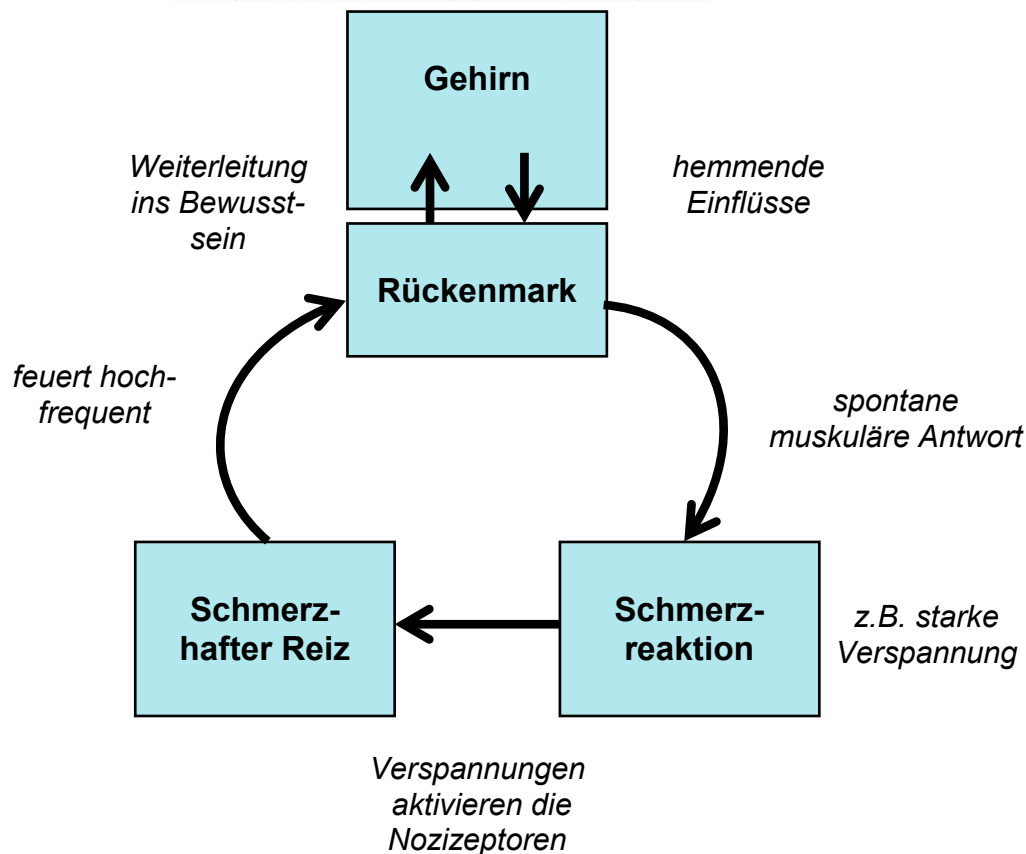 Gehirn
Weiterleitung
ins Bewusst-
sein
hemmende
Einflüsse
Rückenmark
feuert hoch-
frequent
spontane
muskuläre Antwort
Schmerz-
hafter Reiz
Schmerz-
reaktion
z.B. starke
Verspannung
Verspannungen
aktivieren die
Nozizeptoren